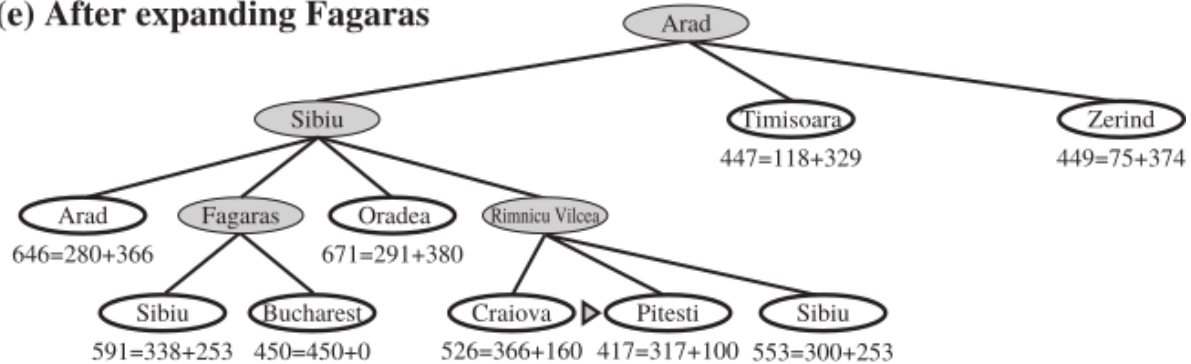 (e) After expanding Fagaras
Arad
Sibiu Timisoara Zerind
447=118+329 449=75+374
Arad Fagaras Oradea Rimnicu Vilcea
646=280+366 671=291+380
Sibiu Bucharest Craiova Pitesti Sibiu
591=338+253 450=450+0 526=366+160 417=317+100 553=300+253